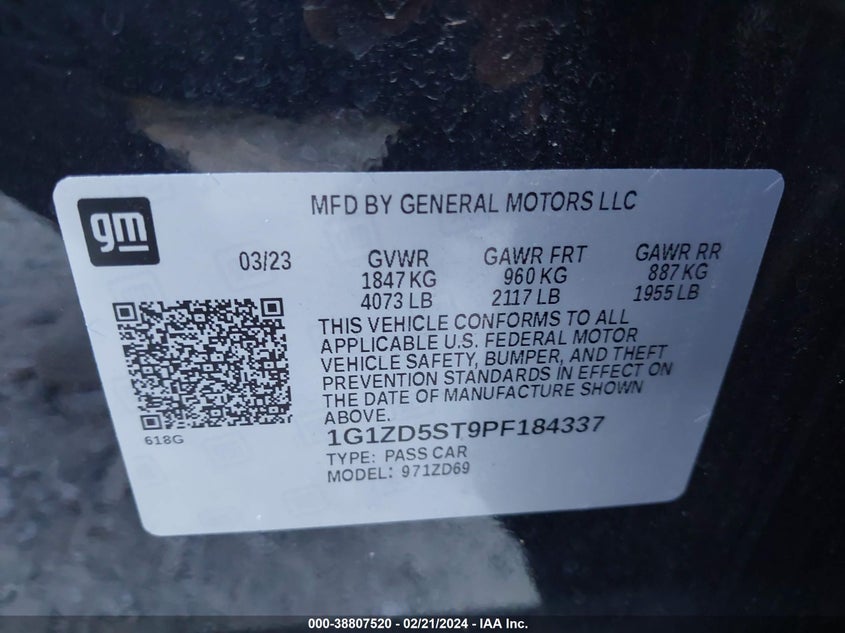 gm
MFD BY GENERAL MOTORS LLC
03/23 GVWR GAWR FRT GAWR RR
1847 KG 960 KG 887 KG
4073 LB 2117 LB 1955 LB
THIS VEHICLE CONFORMS TO ALL
APPLICABLE U.S. FEDERAL MOTOR
VEHICLE SAFETY, BUMPER, AND THEFT
PREVENTION STANDARDS IN EFFECT ON
THE DATE OF MANUFACTURE SHOWN
ABOVE.
618G
1G1ZD5ST9PF184337
TYPE: PASS CAR
MODEL: 971ZD69
000-38807520 - 02/21/2024 - IAA Inc.